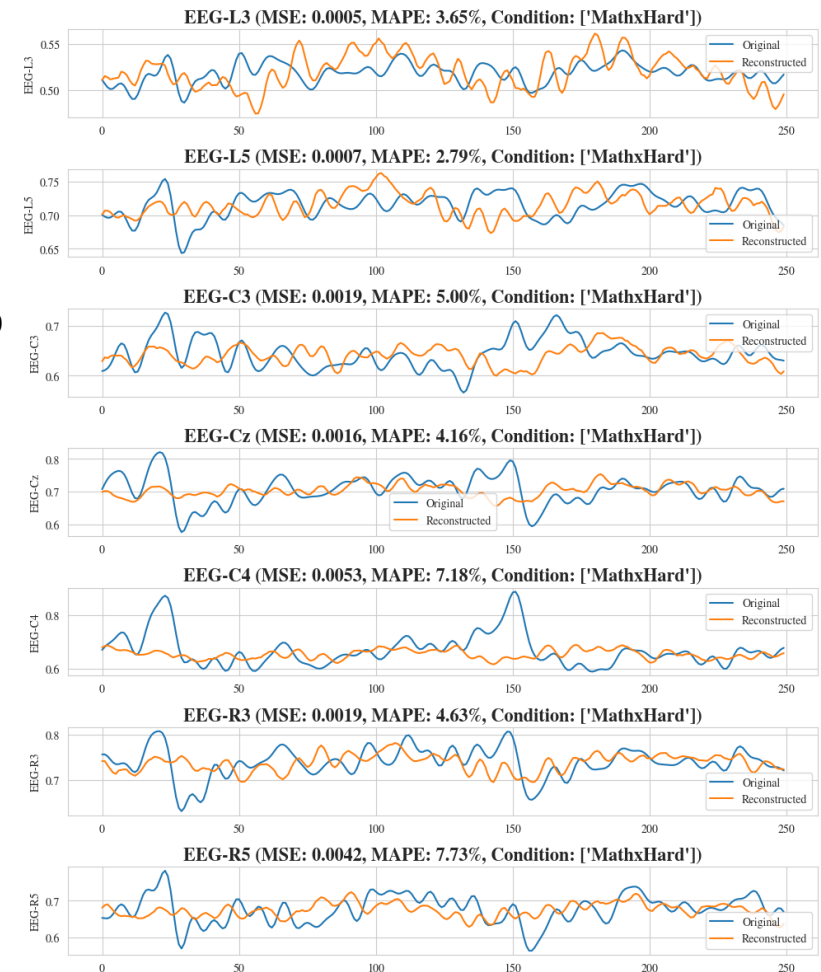 EEG-L3 (MSE: 0.0005, MAPE: 3.65%, Condition: ['MathxHard'])
EEG-L3
0.55
0.50
Original
Reconstructed
0 50 100 150 200 250
EEG-L5 (MSE: 0.0007, MAPE: 2.79%, Condition: ['MathxHard'])
EEG-L5
0.75
0.70
0.65
Original
Reconstructed
0 50 100 150 200 250
EEG-C3 (MSE: 0.0019, MAPE: 5.00%, Condition: ['MathxHard'])
EEG-C3
0.7
0.6
Original
Reconstructed
0 50 100 150 200 250
EEG-Cz (MSE: 0.0016, MAPE: 4.16%, Condition: ['MathxHard'])
EEG-Cz
0.8
0.7
0.6
Original
Reconstructed
0 50 100 150 200 250
EEG-C4 (MSE: 0.0053, MAPE: 7.18%, Condition: ['MathxHard'])
EEG-C4
0.8
0.6
Original
Reconstructed
0 50 100 150 200 250
EEG-R3 (MSE: 0.0019, MAPE: 4.63%, Condition: ['MathxHard'])
EEG-R3
0.8
0.7
Original
Reconstructed
0 50 100 150 200 250
EEG-R5 (MSE: 0.0042, MAPE: 7.73%, Condition: ['MathxHard'])
EEG-R5
0.7
0.6
Original
Reconstructed
0 50 100 150 200 250